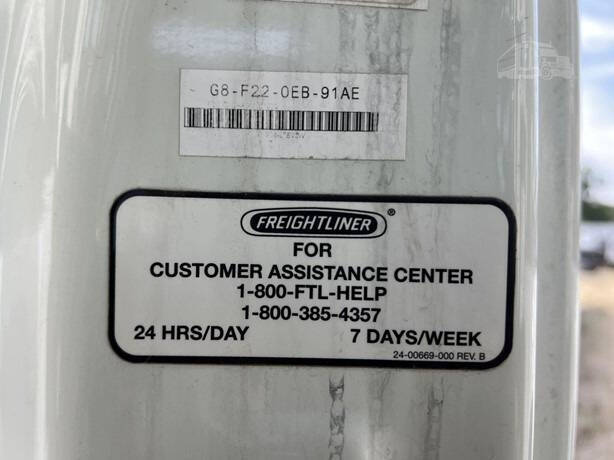 G8-F22-0EB-91AE
FREIGHTLINER®
FOR
CUSTOMER ASSISTANCE CENTER
1-800-FTL-HELP
1-800-385-4357
24 HRS/DAY 7 DAYS/WEEK
24-00669-000 REV. B